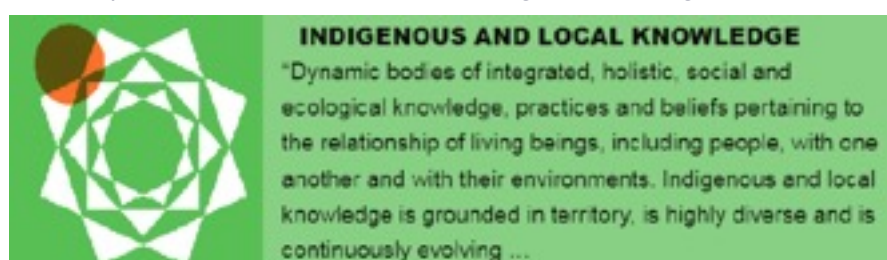 INDIGENOUS AND LOCAL KNOWLEDGE
“Dynamic bodies of integrated, holistic, social and
ecological knowledge, practices and beliefs pertaining to
the relationship of living beings, including people, with one
another and with their environments. Indigenous and local
knowledge is grounded in territory, is highly diverse and is
continuously evolving ...